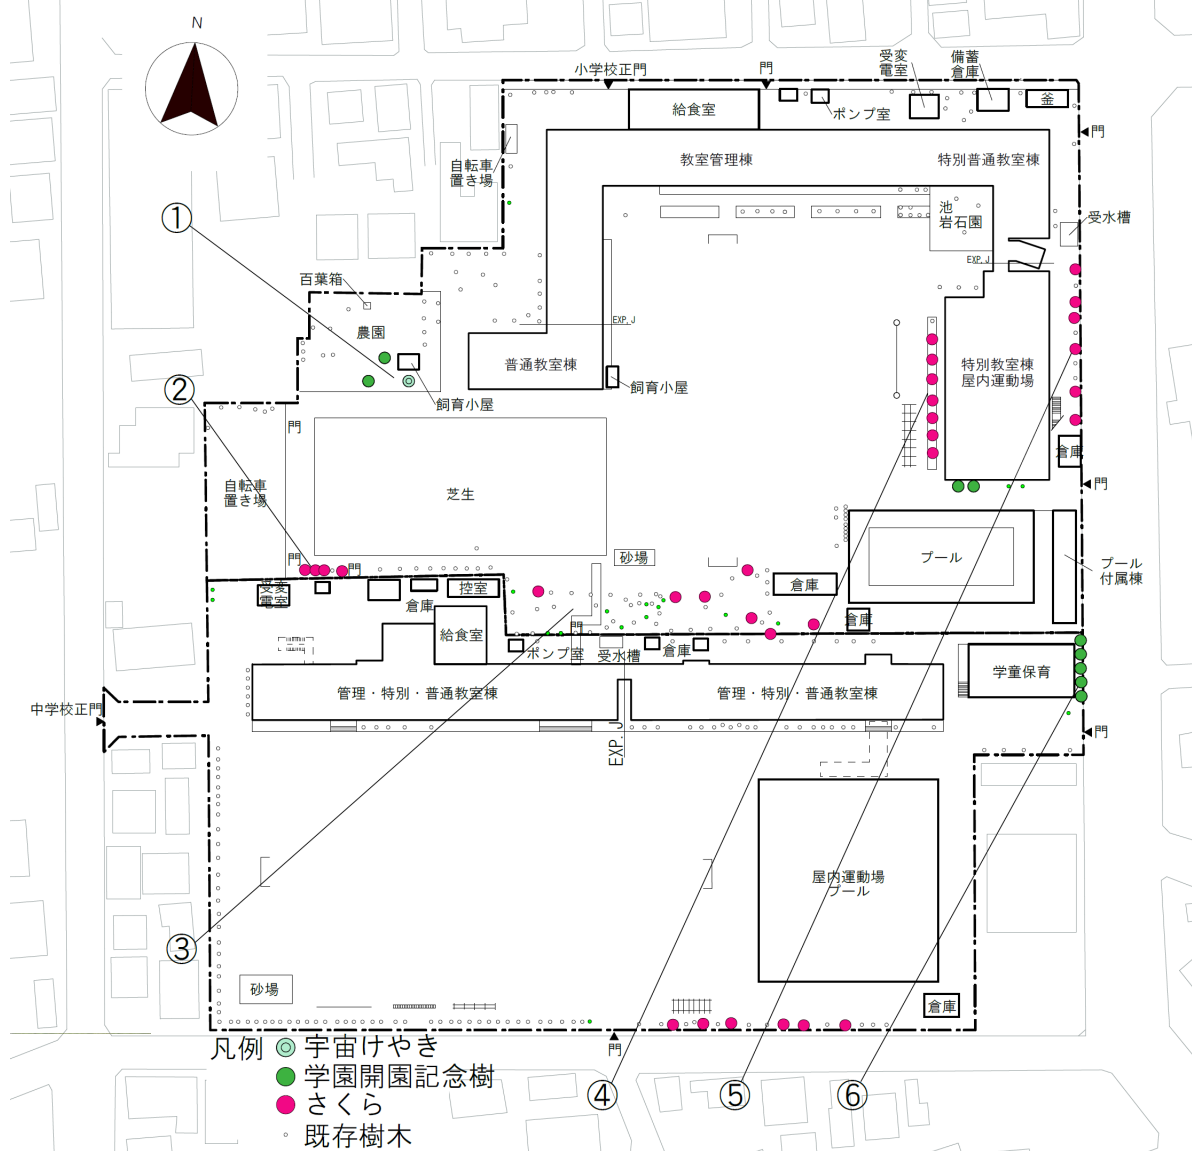 N
小学校正門
門
受変
電室
備蓄
倉庫
給食室
ポンプ室
釜
門
自転車
置き場
教室管理棟
特別普通教室棟
池
岩石園
受水槽
①
EXP. J
百葉箱
農園
EXP. J
普通教室棟
特別教室棟
屋内運動場
飼育小屋
飼育小屋
②
門
倉庫
自転車
置き場
芝生
門
門
門
砂場
プール
プール
付属棟
受変
電室
倉庫
控室
倉庫
倉庫
給食室
門
ポンプ室
受水槽
倉庫
学童保育
管理・特別・普通教室棟
管理・特別・普通教室棟
中学校正門
門
EXP. J
屋内運動場
プール
③
砂場
倉庫
門
凡例
宇宙けやき
学園開園記念樹
さくら
既存樹木
④
⑤
⑥